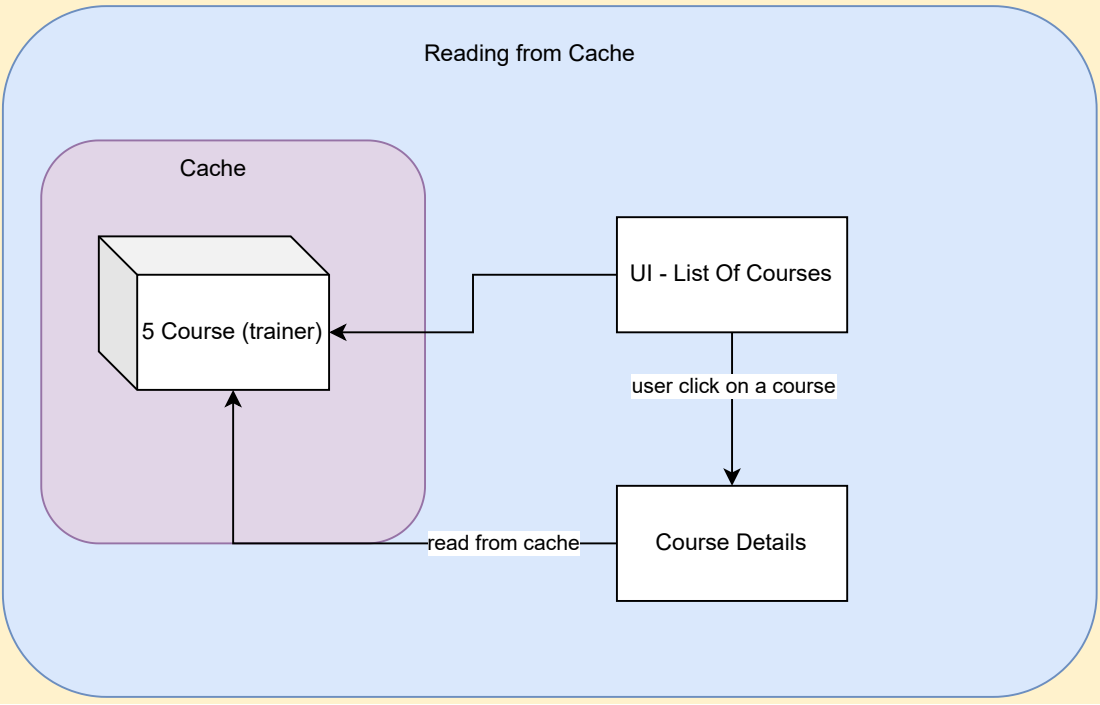 Reading from Cache
Cache
UI - List Of Courses
5 Course (trainer)
user click on a course
read from cache
Course Details